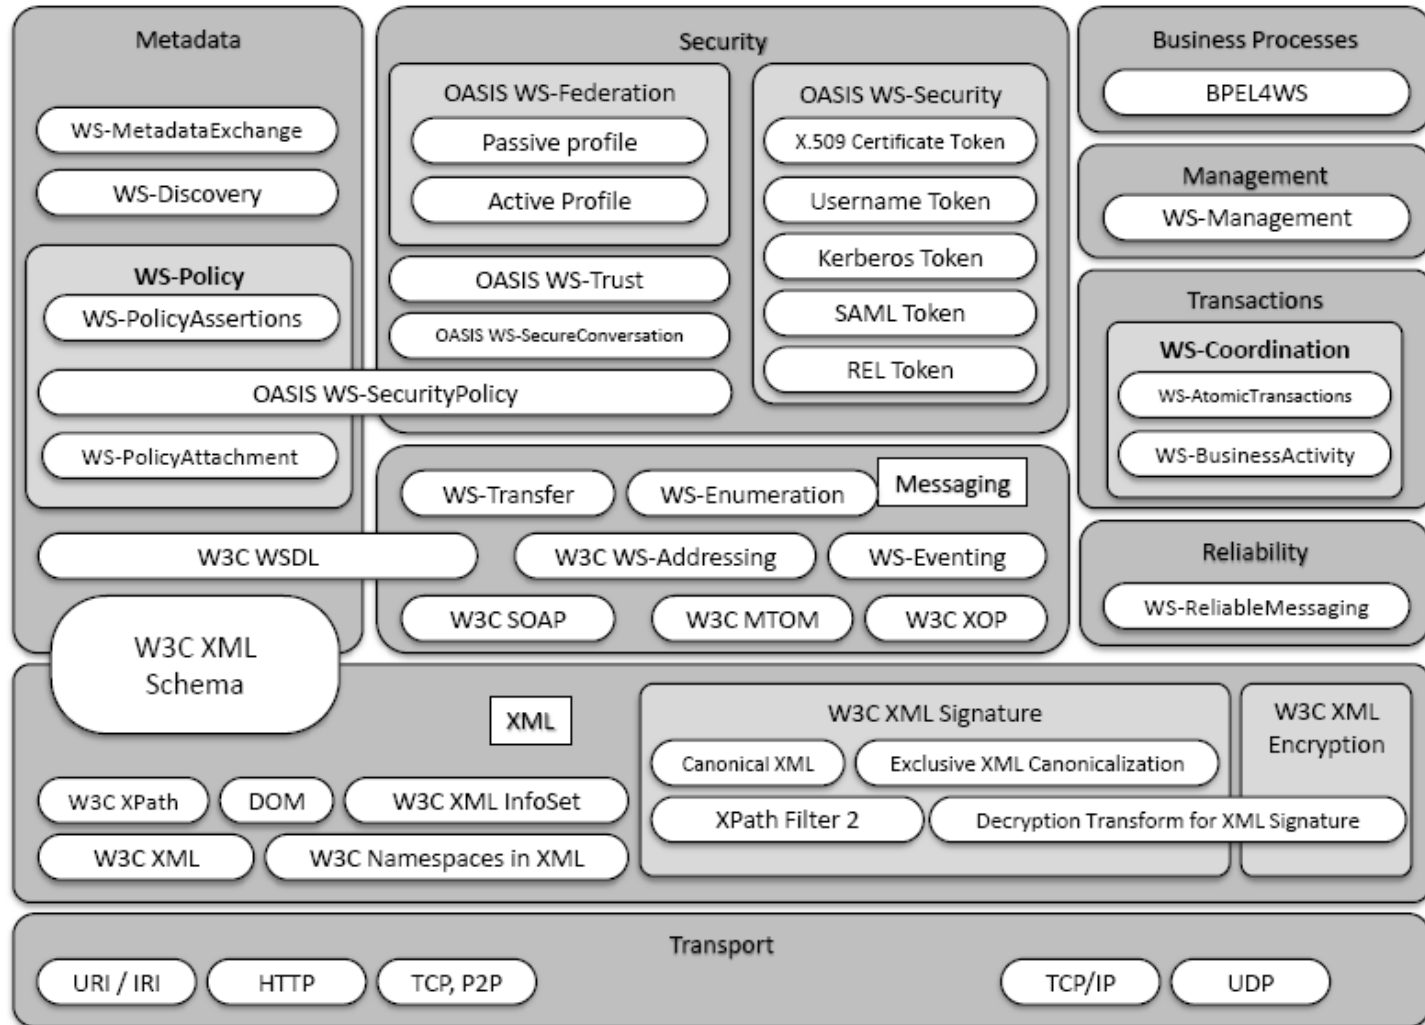 Metadata
WS-MetadataExchange
WS-Discovery
WS-Policy
WS-PolicyAssertions
OASIS WS-SecurityPolicy
WS-PolicyAttachment
W3C WSDL
W3C XML
Schema
Security
OASIS WS-Federation
Passive profile
Active Profile
OASIS WS-Trust
OASIS WS-SecureConversation
OASIS WS-Security
X.509 Certificate Token
Username Token
Kerberos Token
SAML Token
REL Token
Messaging
WS-Transfer
WS-Enumeration
W3C WS-Addressing
WS-Eventing
W3C SOAP
W3C MTOM
W3C XOP
Business Processes
BPEL4WS
Management
WS-Management
Transactions
WS-Coordination
WS-AtomicTransactions
WS-BusinessActivity
Reliability
WS-ReliableMessaging
XML
W3C XPath
DOM
W3C XML InfoSet
W3C XML
W3C Namespaces in XML
W3C XML Signature
Canonical XML
Exclusive XML Canonicalization
XPath Filter 2
Decryption Transform for XML Signature
W3C XML
Encryption
Transport
URI / IRI
HTTP
TCP, P2P
TCP/IP
UDP